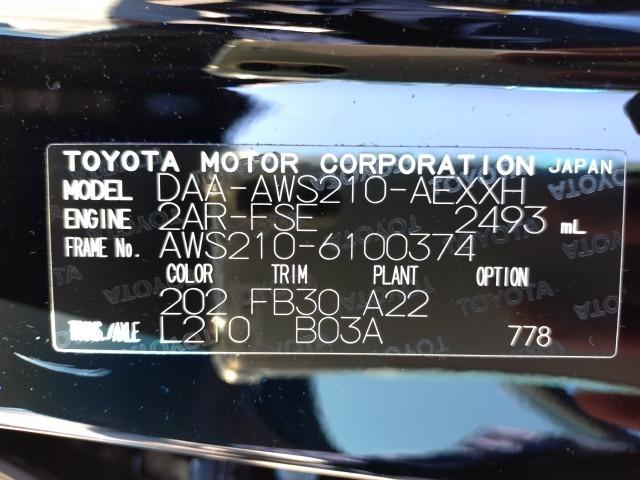 TOYOTA MOTOR CORPORATION JAPAN
MODEL DAA-AWS210-AEXXH
ENGINE 2AR-FSE 2493 mL
FRAME No. AWS210-6100374
COLOR TRIM PLANT OPTION
202 FB30 A22
TRANS./AXLE L210 B03A 778